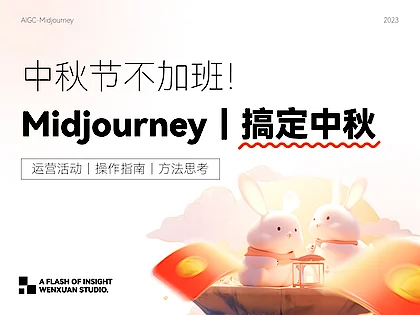 AIGC-Midjourney
2023
中秋节不加班!
Midjourney | 搞定中秋
运营活动 | 操作指南 | 方法思考
A FLASH OF INSIGHT
WENXUAN STUDIO.